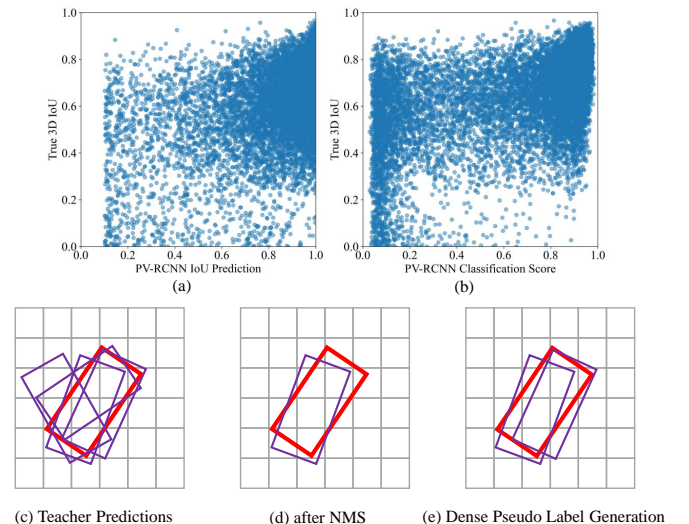 1.0
0.8
0.6
0.4
0.2
0.0
True 3D IoU
0.0 0.2 0.4 0.6 0.8 1.0
PV-RCNN IoU Prediction
(a)
1.0
0.8
0.6
0.4
0.2
0.0
True 3D IoU
0.0 0.2 0.4 0.6 0.8 1.0
PV-RCNN Classification Score
(b)
(c) Teacher Predictions
(d) after NMS
(e) Dense Pseudo Label Generation